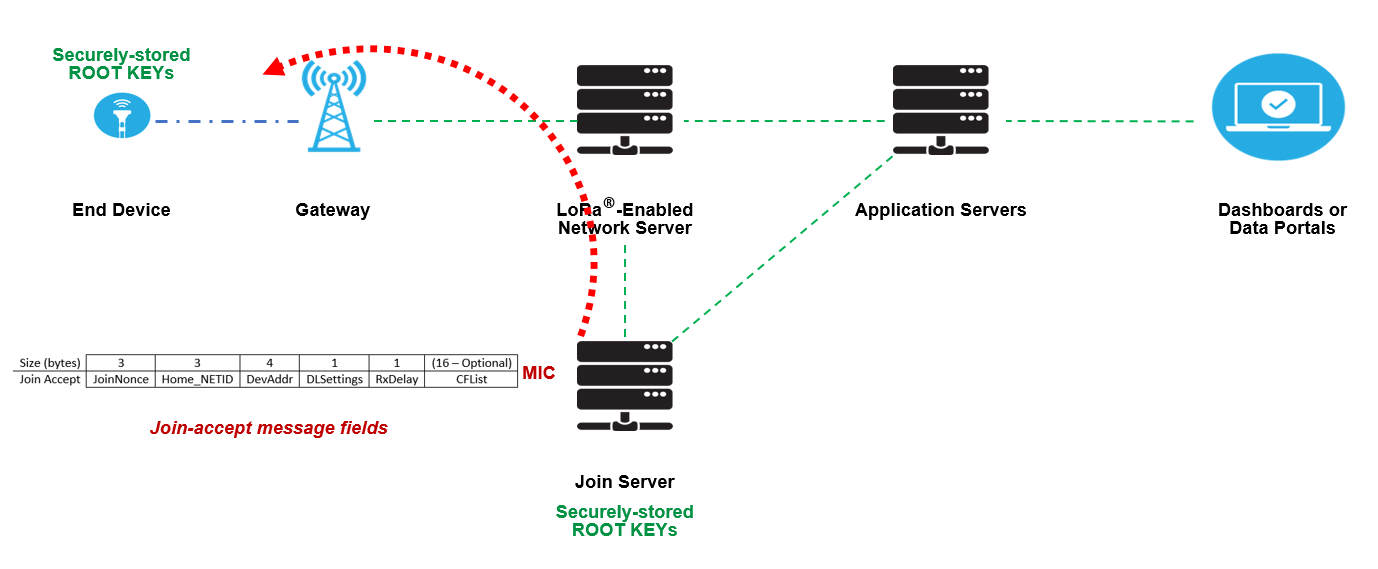 Securely-stored
ROOT KEYs
End Device
Gateway
LoRa®-Enabled
Network Server
Application Servers
Dashboards or
Data Portals
Size (bytes) 3 3 4 1 1 (16 – Optional)
Join Accept JoinNonce Home_NETID DevAddr DLSettings RxDelay CFList
MIC
Join-accept message fields
Join Server
Securely-stored
ROOT KEYs